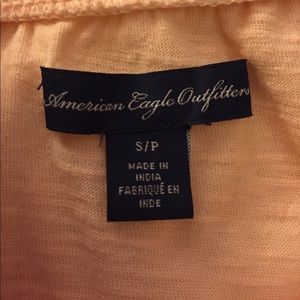 American Eagle Outfitters
S/P
MADE IN
INDIA
FABRIQUÉ EN
INDE